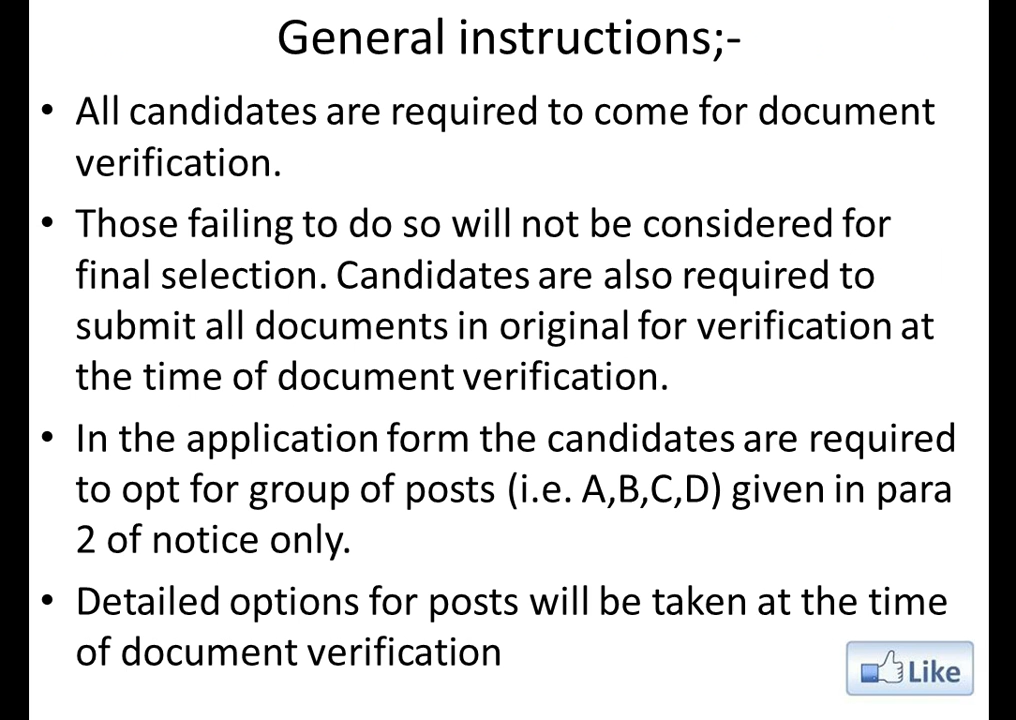 General instructions;-
• All candidates are required to come for document
verification.
• Those failing to do so will not be considered for
final selection. Candidates are also required to
submit all documents in original for verification at
the time of document verification.
• In the application form the candidates are required
to opt for group of posts (i.e. A,B,C,D) given in para
2 of notice only.
• Detailed options for posts will be taken at the time
of document verification
Like